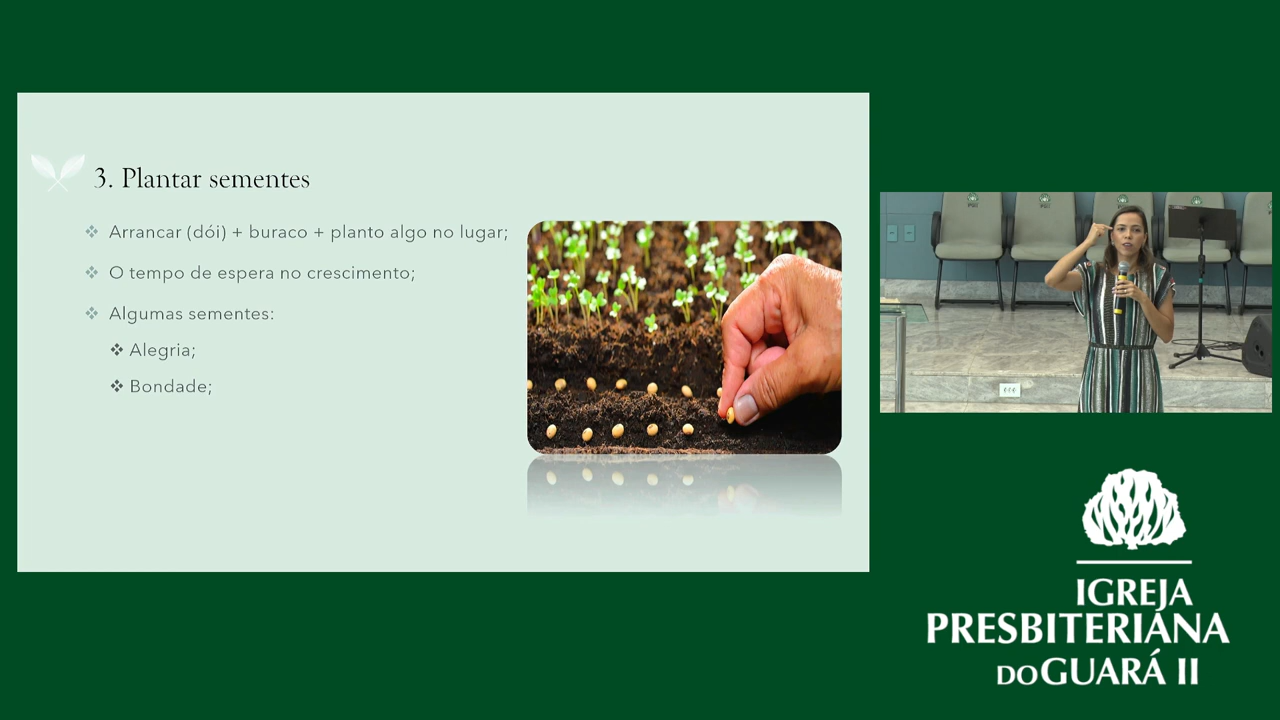 3. Plantar sementes
Arrancar (dói) + buraco + planto algo no lugar;
O tempo de espera no crescimento;
Algumas sementes:
Alegria;
Bondade;
IGREJA
PRESBITERIANA
DO GUARÁ II